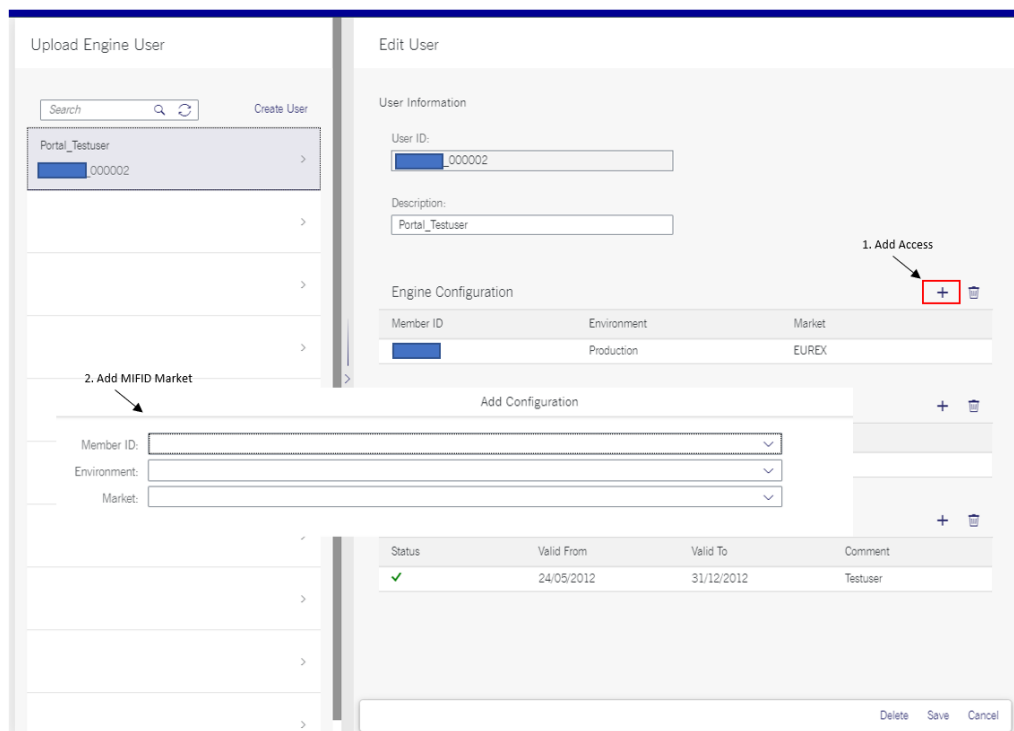 Upload Engine User
Edit User
Search
Create User
Portal_Testuser
_000002
User Information
User ID:
_000002
Description:
Portal_Testuser
1. Add Access
Engine Configuration
Member ID Environment Market
Production EUREX
2. Add MIFID Market
Add Configuration
Member ID:
Environment:
Market:
Status Valid From Valid To Comment
24/05/2012 31/12/2012 Testuser
Delete Save Cancel